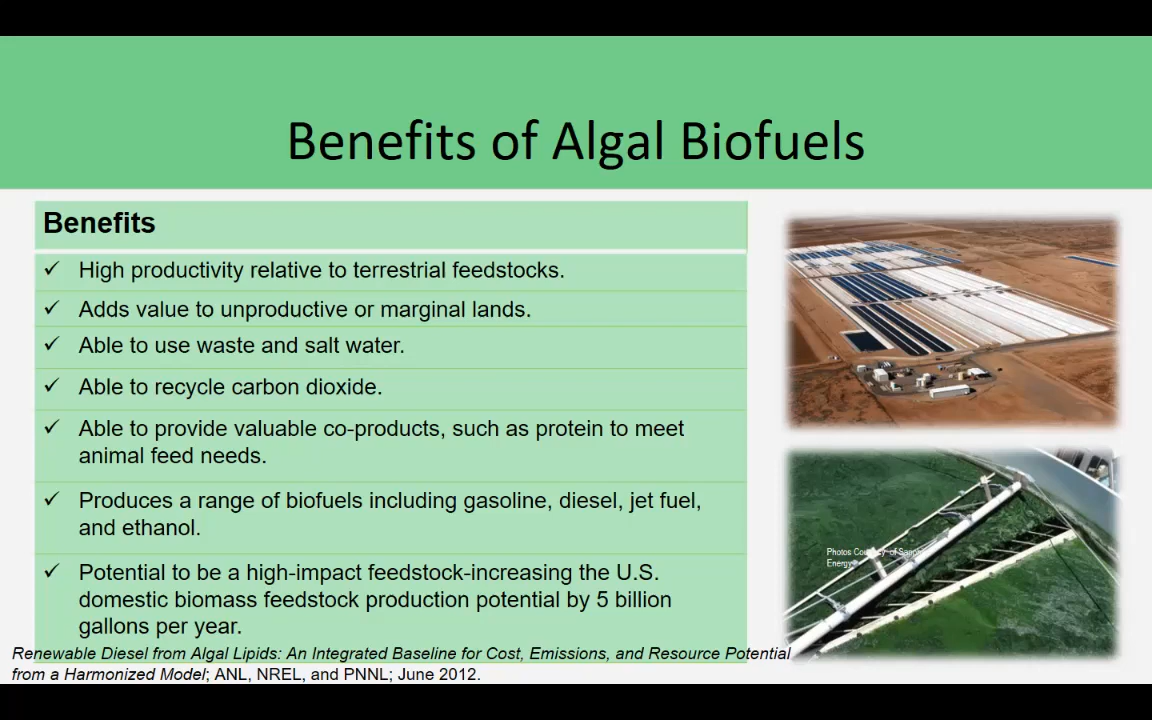 Benefits of Algal Biofuels
Benefits
✓ High productivity relative to terrestrial feedstocks.
✓ Adds value to unproductive or marginal lands.
✓ Able to use waste and salt water.
✓ Able to recycle carbon dioxide.
✓ Able to provide valuable co-products, such as protein to meet
animal feed needs.
✓ Produces a range of biofuels including gasoline, diesel, jet fuel,
and ethanol.
✓ Potential to be a high-impact feedstock-increasing the U.S.
domestic biomass feedstock production potential by 5 billion
gallons per year.
Renewable Diesel from Algal Lipids: An Integrated Baseline for Cost, Emissions, and Resource Potential
from a Harmonized Model; ANL, NREL, and PNNL; June 2012.
Photos of
Energy